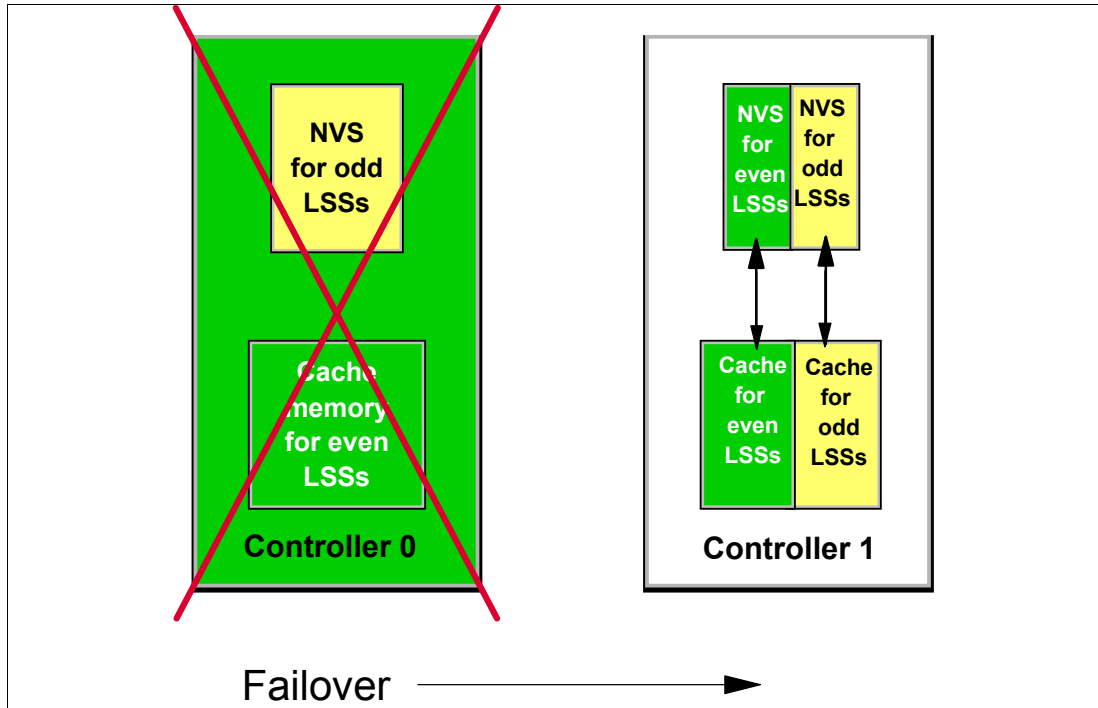 NVS
for odd
LSSs
Cache
memory
for even
LSSs
Controller 0
NVS
for
even
LSSs
NVS
for
odd
LSSs
Cache
for
even
LSSs
Cache
for
odd
LSSs
Controller 1
Failover